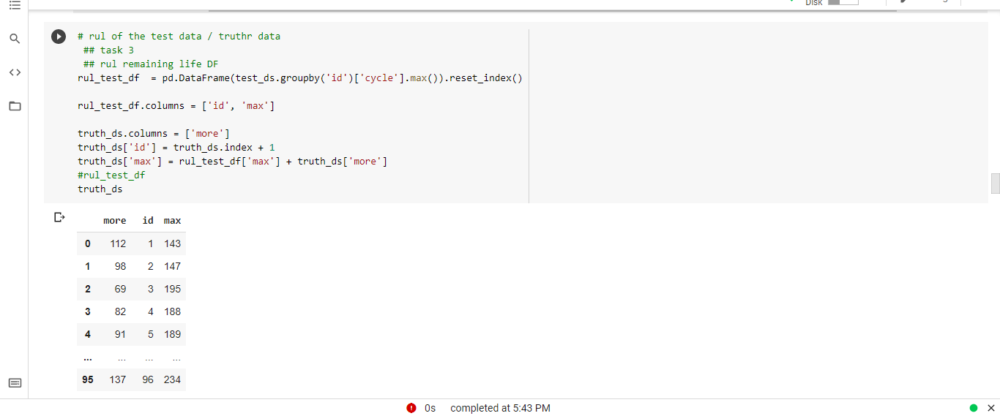 Disk
# rul of the test data / truthr data
## task 3
## rul remaining life DF
rul_test_df  = pd.DataFrame(test_ds.groupby('id')['cycle'].max()).reset_index()
rul_test_df.columns = ['id', 'max']
truth_ds.columns = ['more']
truth_ds['id'] = truth_ds.index + 1
truth_ds['max'] = rul_test_df['max'] + truth_ds['more']
#rul_test_df
truth_ds
more id max
0 112 1 143
1 98 2 147
2 69 3 195
3 82 4 188
4 91 5 189
... ... ... ...
95 137 96 234
0s completed at 5:43 PM